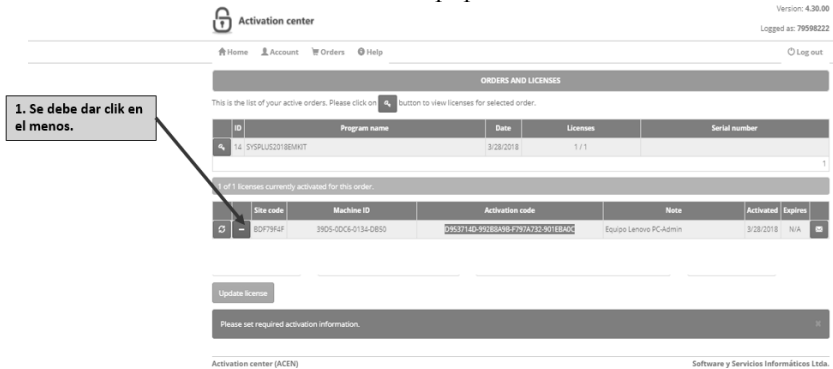 Version: 4.30.00
Activation center
Logged as: 79598222
Home Account Orders Help Log out
ORDERS AND LICENSES
This is the list of your active orders. Please click on button to view licenses for selected order.
1. Se debe dar clik en
el menos.
ID Program name Date Licenses Serial number
14 SYSPLUS2018EMKIT 3/28/2018 1 / 1
1
1 of 1 licenses currently activated for this order.
Site code Machine ID Activation code Note Activated Expires
BDF79F4F 39D5-0DC6-0134-DB50 D953714D-992B8A9B-F797A732-901EBA0C Equipo Lenovo PC-Admin 3/28/2018 N/A
Update license
Please set required activation information.
Activation center (ACEN) Software y Servicios Informáticos Ltda.